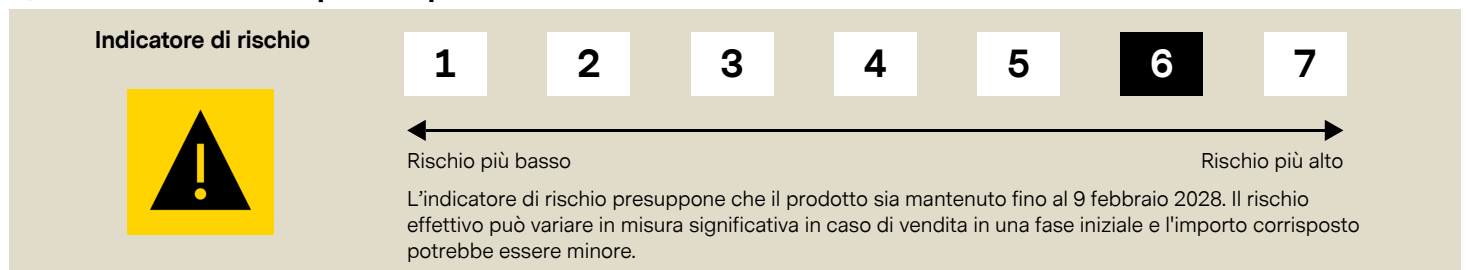 Indicatore di rischio
1 2 3 4 5 6 7
Rischio più basso Rischio più alto
L'indicatore di rischio presuppone che il prodotto sia mantenuto fino al 9 febbraio 2028. Il rischio
effettivo può variare in misura significativa in caso di vendita in una fase iniziale e l'importo corrisposto
potrebbe essere minore.